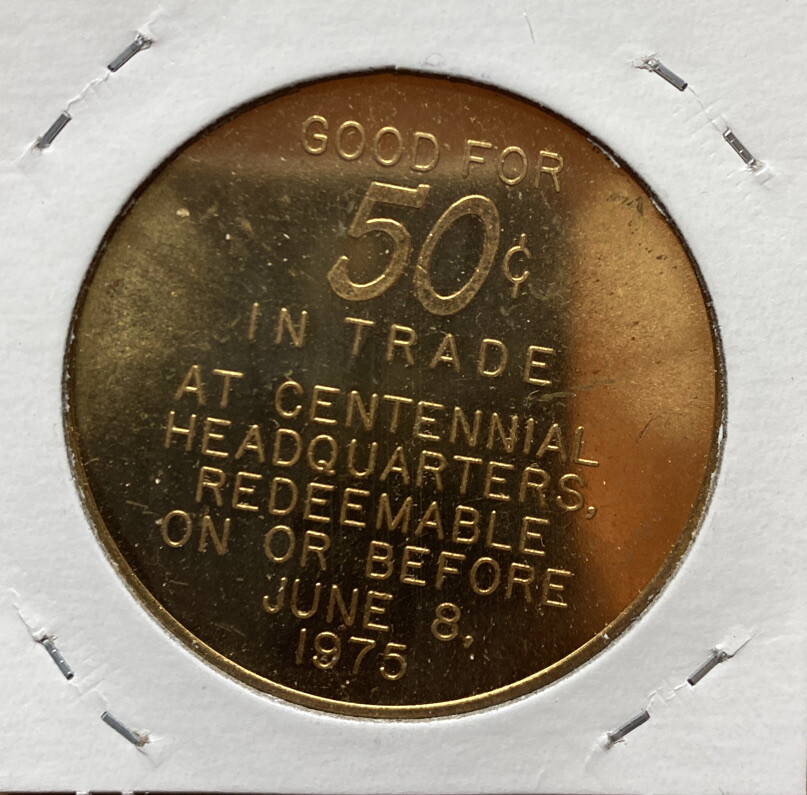 GOOD FOR
50¢
IN TRADE
AT CENTENNIAL
HEADQUARTERS,
REDEEMABLE
ON OR BEFORE
JUNE 8,
1975